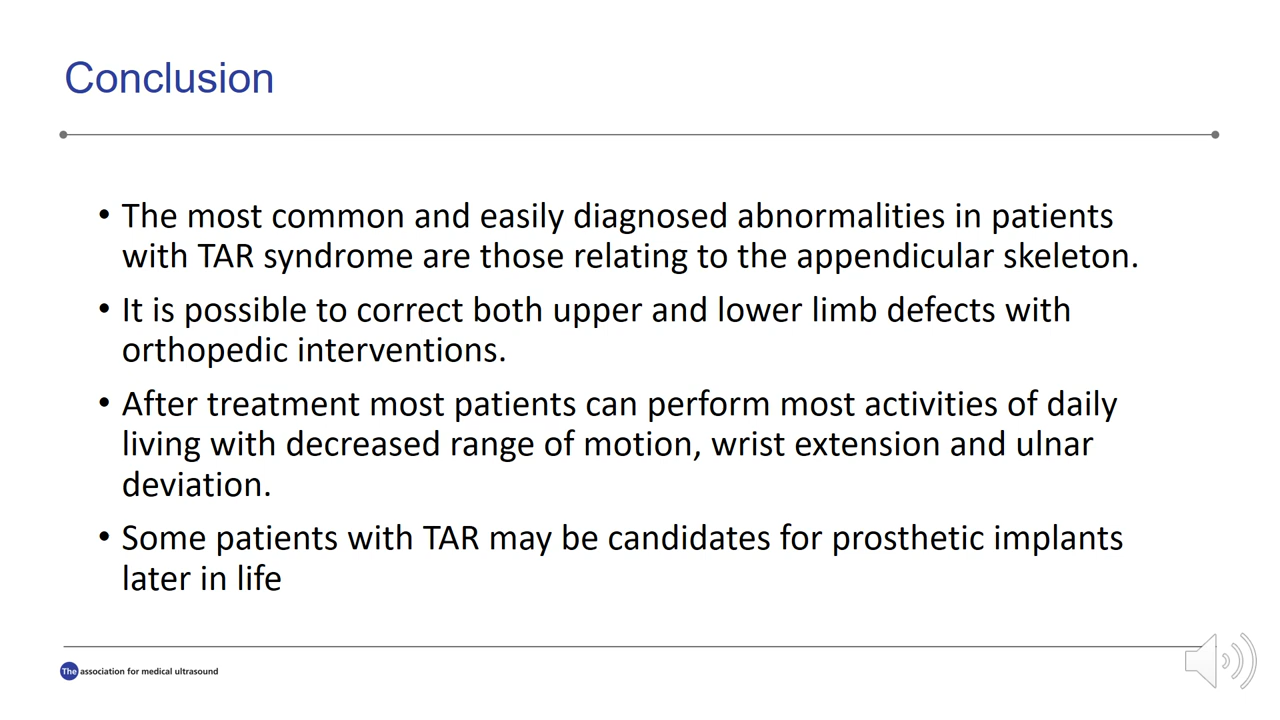 Conclusion
• The most common and easily diagnosed abnormalities in patients
with TAR syndrome are those relating to the appendicular skeleton.
• It is possible to correct both upper and lower limb defects with
orthopedic interventions.
• After treatment most patients can perform most activities of daily
living with decreased range of motion, wrist extension and ulnar
deviation.
• Some patients with TAR may be candidates for prosthetic implants
later in life
The association for medical ultrasound